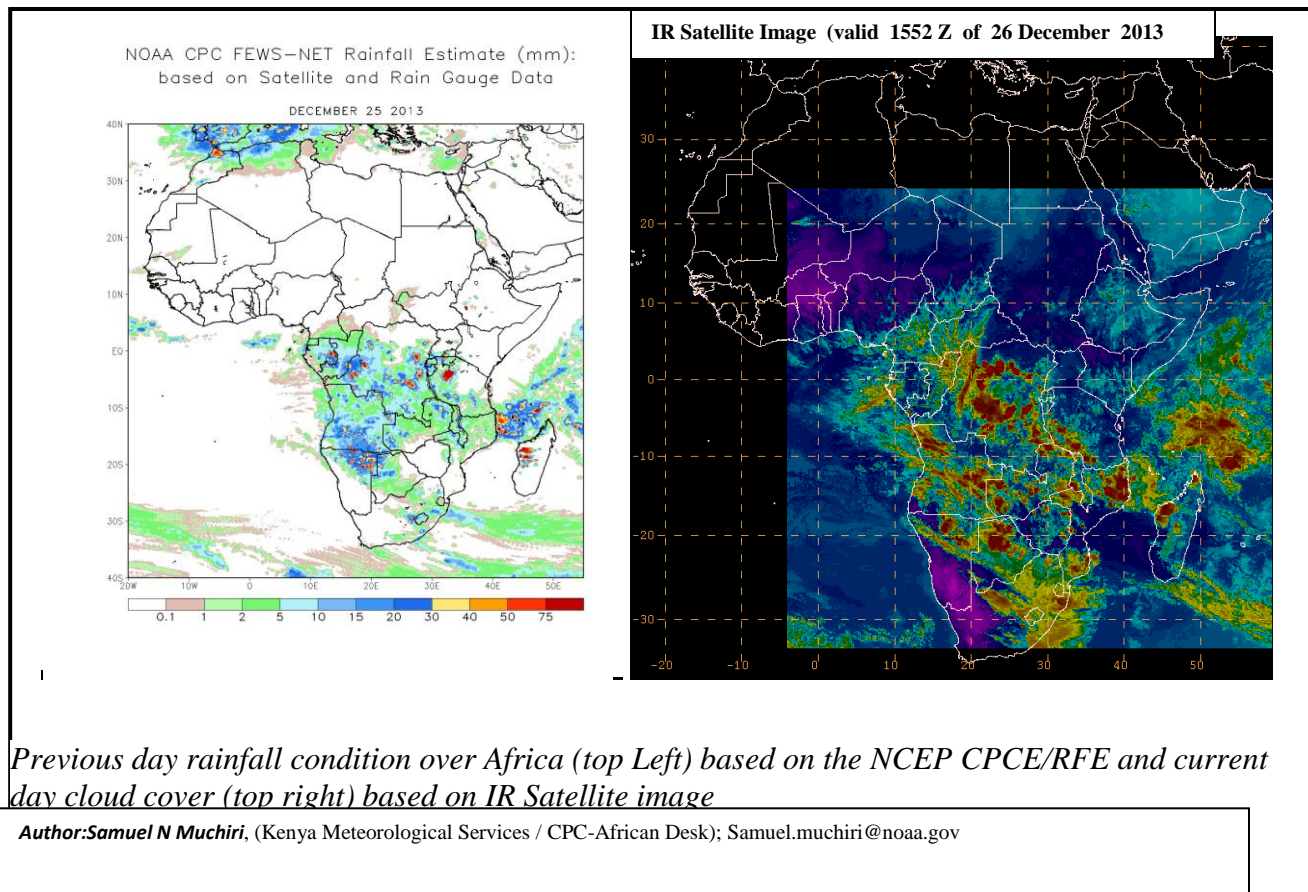 NOAA CPC FEWS-NET Rainfall Estimate (mm):
based on Satellite and Rain Gauge Data
DECEMBER 25 2013
40N
30N
20N
10N
EQ
10S
20S
30S
40S
20W 10W 0 10E 20E 30E 40E 50E
0.1 1 2 5 10 15 20 30 40 50 75
IR Satellite Image (valid 1552 Z of 26 December 2013
30
20
10
0
-10
-20
-30
-20 -10 0 10 20 30 40 50
Previous day rainfall condition over Africa (top Left) based on the NCEP CPCE/RFE and current
day cloud cover (top right) based on IR Satellite image
Author:Samuel N Muchiri, (Kenya Meteorological Services / CPC-African Desk); Samuel.muchiri@noaa.gov